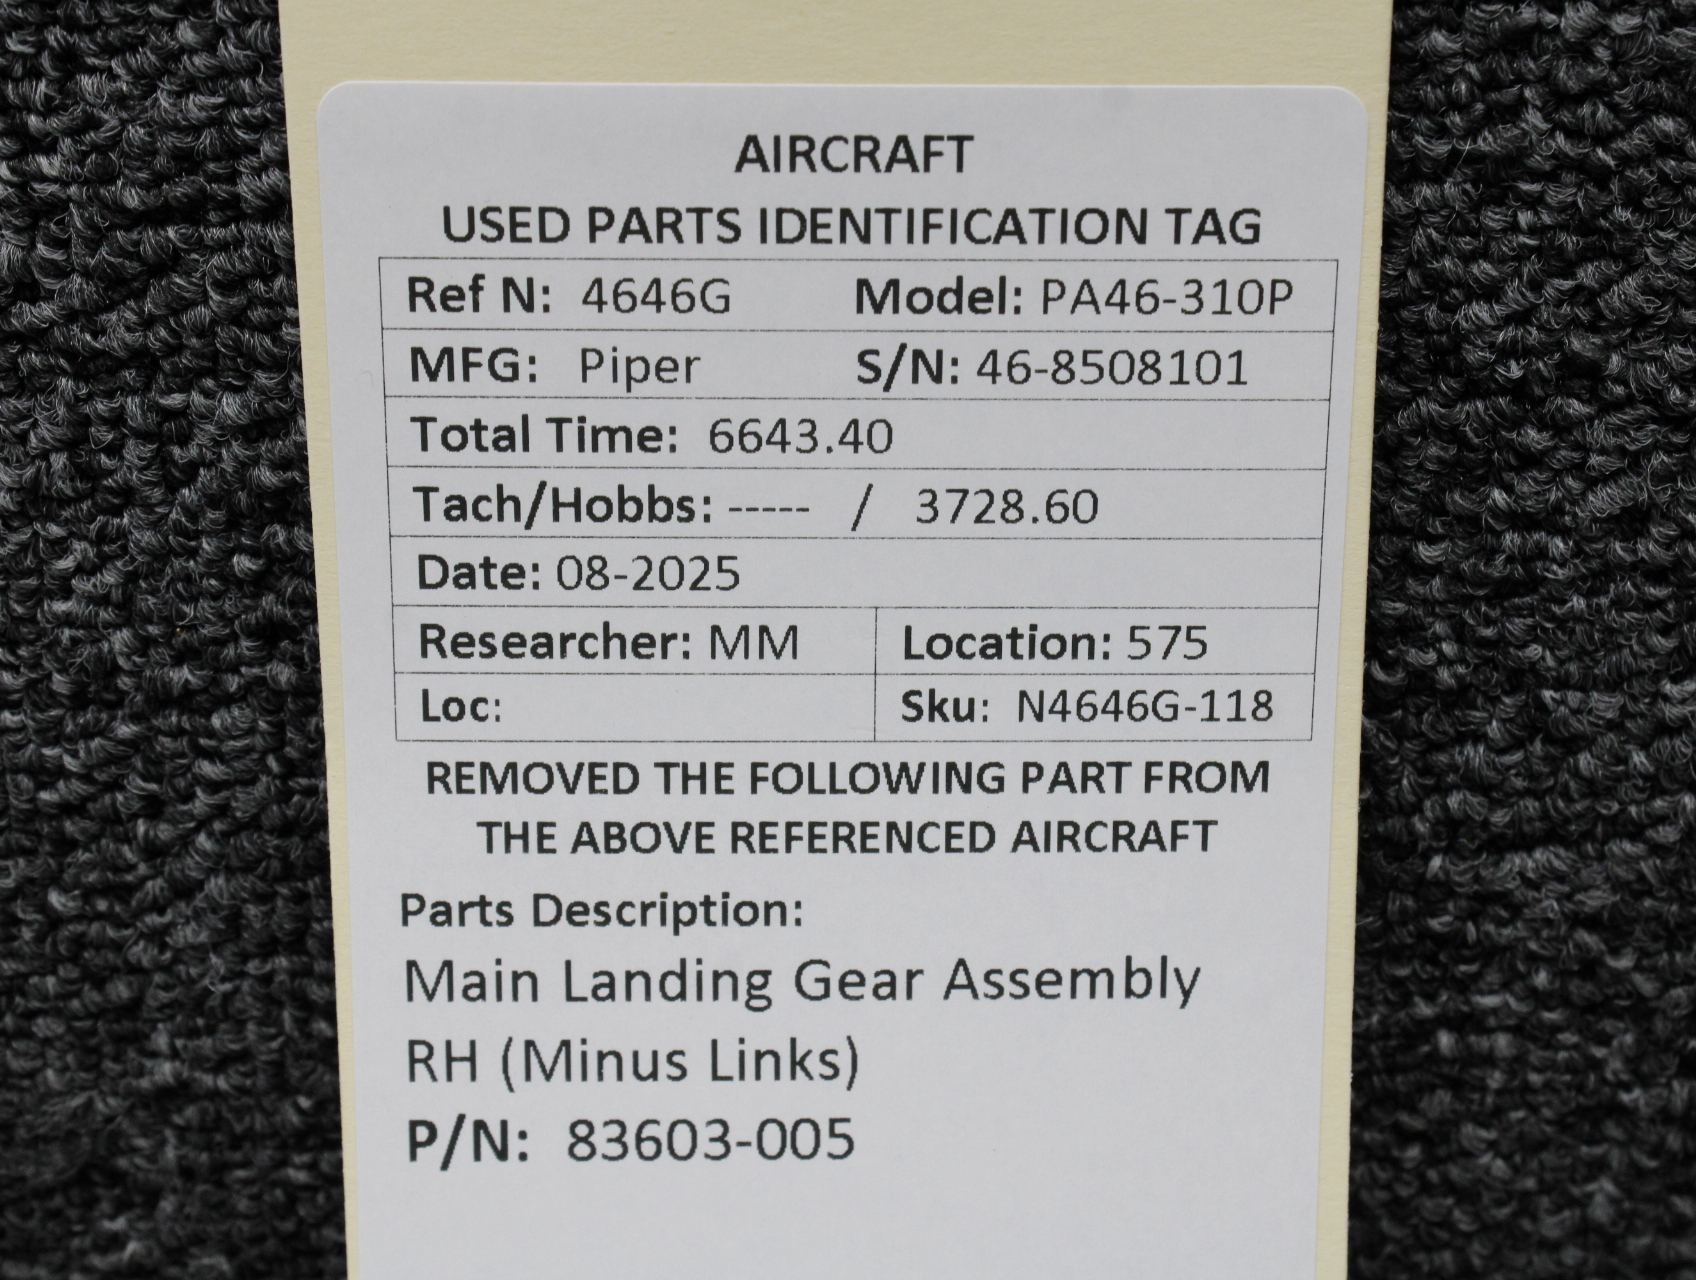 AIRCRAFT
USED PARTS IDENTIFICATION TAG
Ref N: 4646G Model: PA46-310P
MFG: Piper S/N: 46-8508101
Total Time: 6643.40
Tach/Hobbs: ----- / 3728.60
Date: 08-2025
Researcher: MM Location: 575
Loc: Sku: N4646G-118
REMOVED THE FOLLOWING PART FROM
THE ABOVE REFERENCED AIRCRAFT
Parts Description:
Main Landing Gear Assembly
RH (Minus Links)
P/N: 83603-005